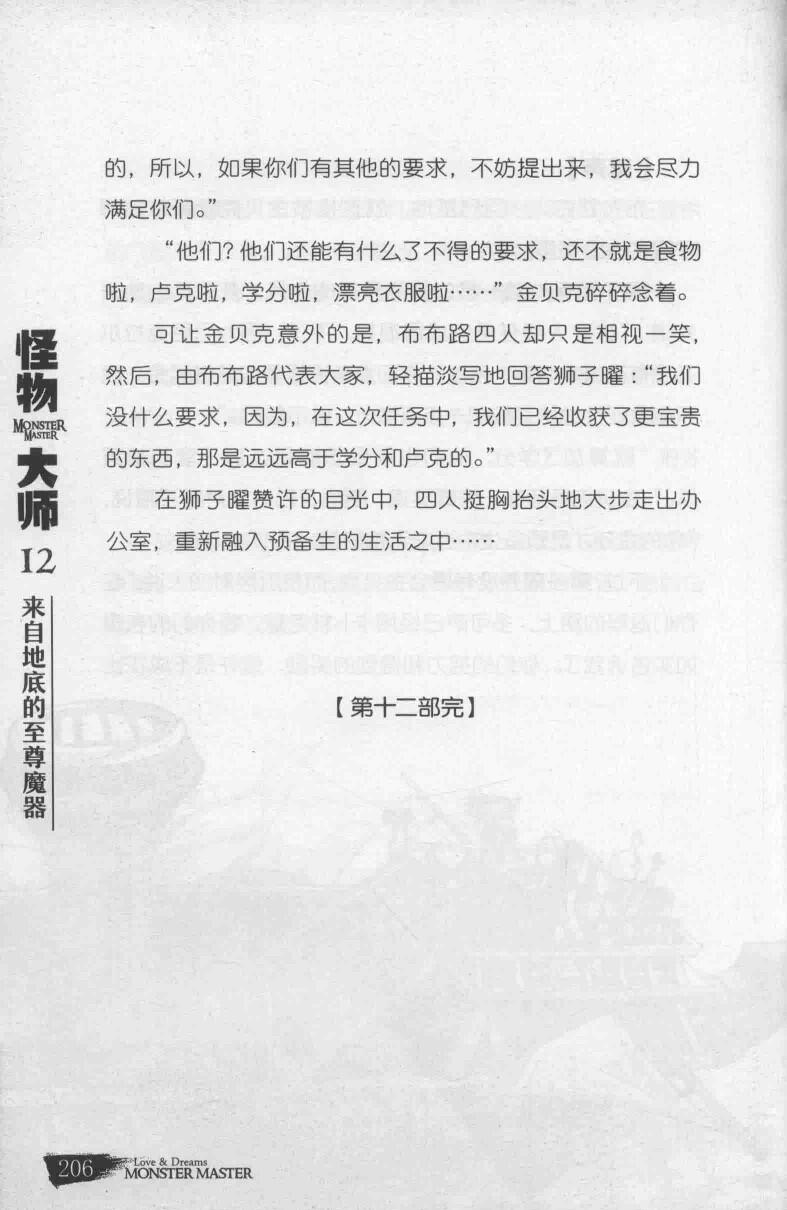 的，所以，如果你们有其他的要求，不妨提出来，我会尽力
满足你们。”
“他们？他们还能有什么了不得的要求，还不就是食物
啦，卢克啦，学分啦，漂亮衣服啦……”金贝克碎碎念着。
可让金贝克意外的是，布布路四人却只是相视一笑，
然后，由布布路代表大家，轻描淡写地回答狮子曜：“我们
没什么要求，因为，在这次任务中，我们已经收获了更宝贵
的东西，那是远远高于学分和卢克的。”
在狮子曜赞许的目光中，四人挺胸抬头地大步走出办
公室，重新融入预备生的生活之中……
【第十二部完】
怪物
MONSTER
MASTER
大师
12
来自地底的至尊魔器
206
Love & Dreams
MONSTER MASTER